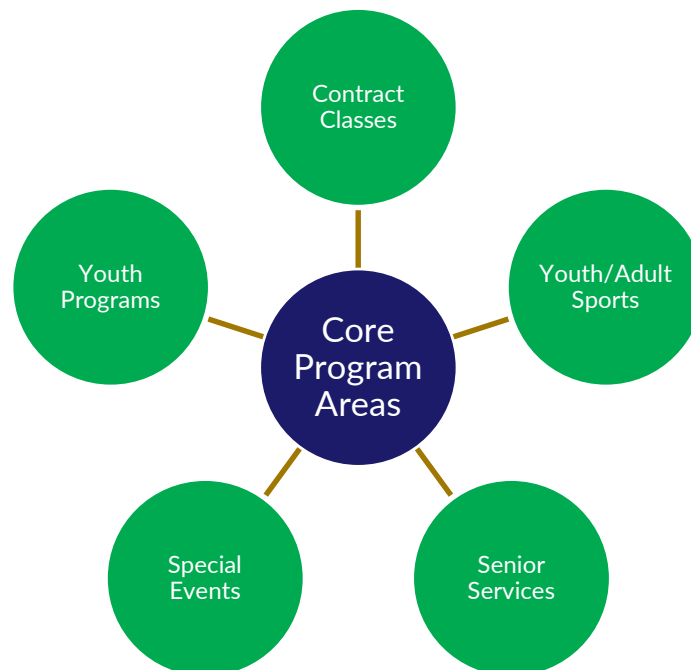 Contract
Classes
Youth
Programs
Youth/Adult
Sports
Core
Program
Areas
Special
Events
Senior
Services